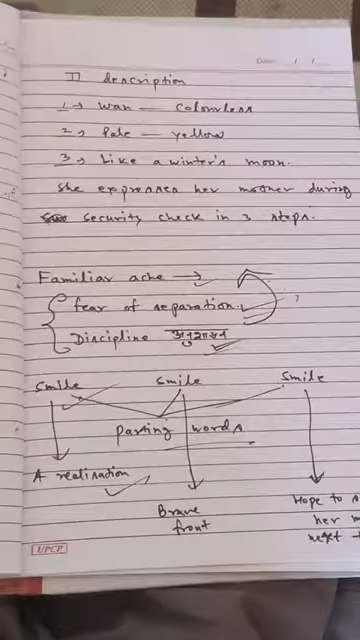 II description
1> wan — Colourless
2> Pale — yellow
3> Like a winter's moon.
She expresses her mother during
security check in 3 steps.
Familiar ache →
fear of separation.
Discipline अनुशासन
Smile Smile Smile
parting words
A realisation
Brave
front
Hope to
her
next
UPCP